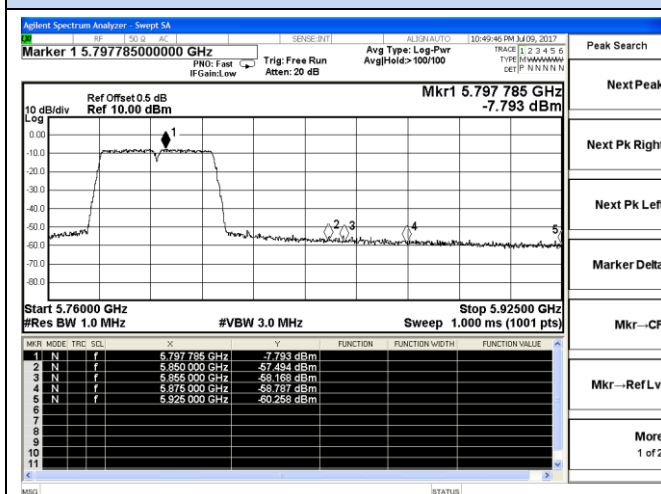 Agilent Spectrum Analyzer - Swept SA
RF 50 Ω AC SENSE:INT ALIGNAUTO 10:49:46 PM Jul 09, 2017
Marker 1 5.797785000000 GHz
PNO: Fast Trig: Free Run Avg Type: Log-Pwr TRACE 1 2 3 4 5 6
IFGain:Low Atten: 20 dB Avg|Hold:>100/100 TYPE M
DET P N N N N N
Peak Search
Next Peak
Next Pk Right
Next Pk Left
Marker Delta
Mkr→CF
Mkr→Ref Lv
More
1 of 2
Ref Offset 0.5 dB Mkr1 5.797 785 GHz
10 dB/div Ref 10.00 dBm -7.793 dBm
Log
0.00
-10.0
-20.0
-30.0
-40.0
-50.0
-60.0
-70.0
-80.0
1
2 3 4 5
Start 5.76000 GHz Stop 5.92500 GHz
#Res BW 1.0 MHz #VBW 3.0 MHz Sweep 1.000 ms (1001 pts)
MKR MODE TRC SCL X Y FUNCTION FUNCTION WIDTH FUNCTION VALUE
1 N f 5.797 785 GHz -7.793 dBm
2 N f 5.850 000 GHz -57.494 dBm
3 N f 5.855 000 GHz -58.168 dBm
4 N f 5.875 000 GHz -58.787 dBm
5 N f 5.925 000 GHz -60.258 dBm
6
7
8
9
10
11
MSG STATUS